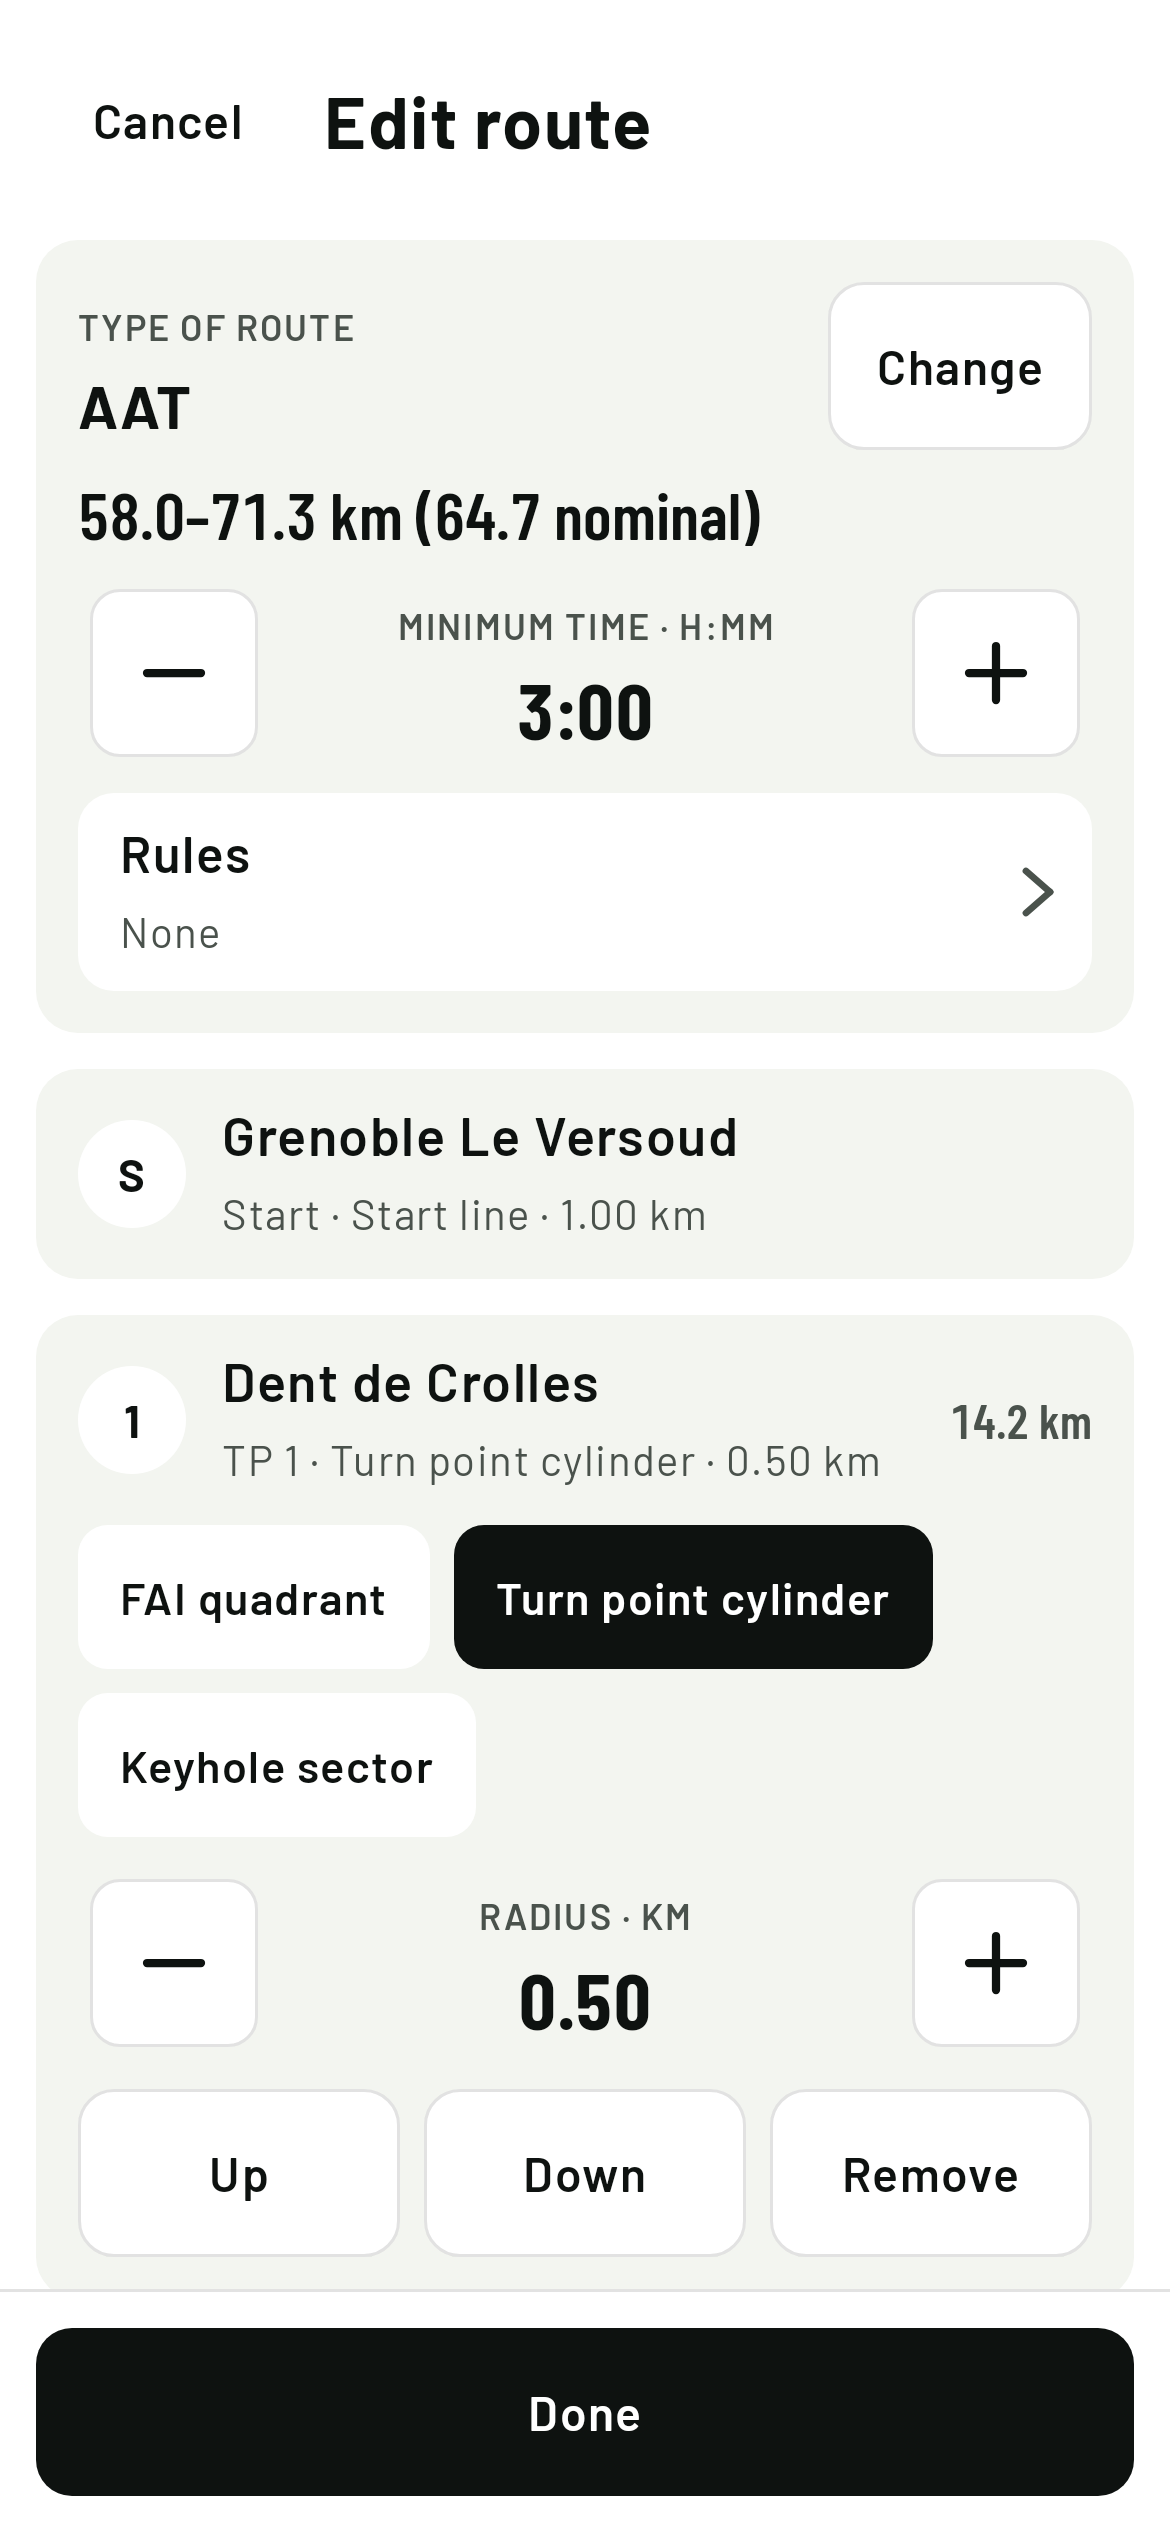 Cancel
Edit route
TYPE OF ROUTE
AAT
Change
58.0–71.3 km (64.7 nominal)
MINIMUM TIME · H:MM
3:00
Rules
None
S
Grenoble Le Versoud
Start · Start line · 1.00 km
1
Dent de Crolles
TP 1 · Turn point cylinder · 0.50 km
14.2 km
FAI quadrant
Turn point cylinder
Keyhole sector
RADIUS · KM
0.50
Up
Down
Remove
Done